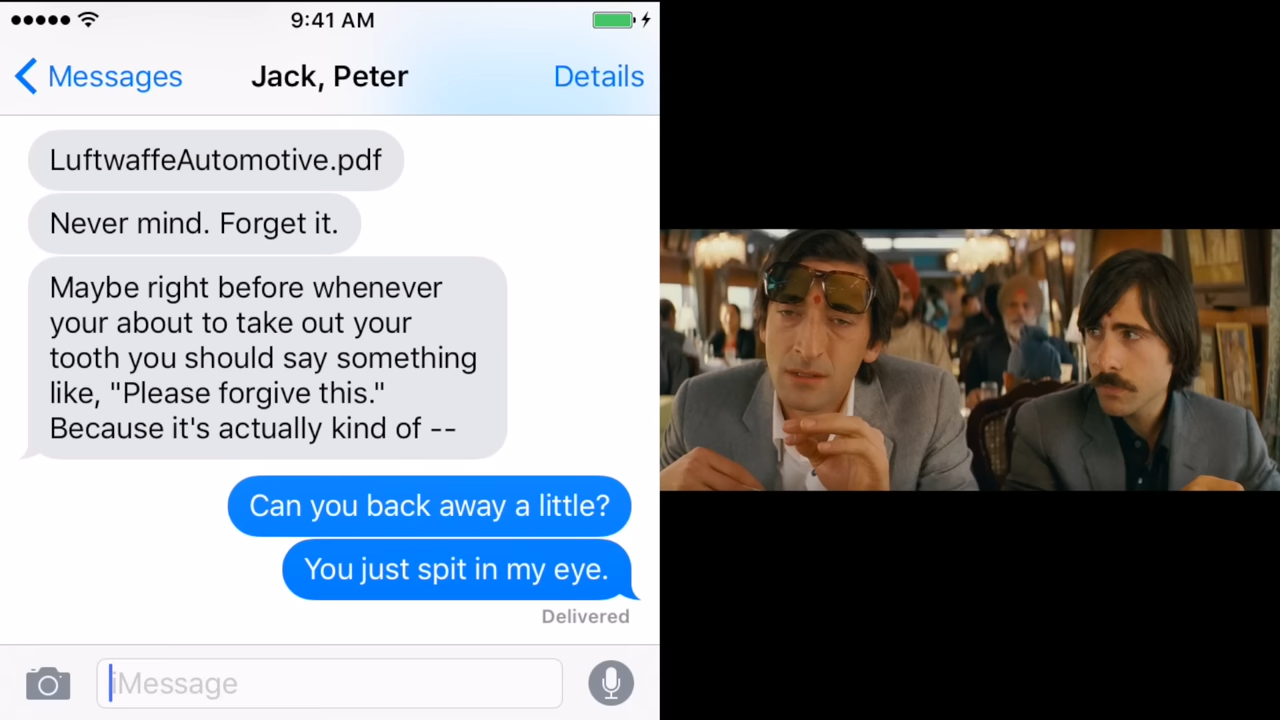 9:41 AM
Messages
Jack, Peter
Details
LuftwaffeAutomotive.pdf
Never mind. Forget it.
Maybe right before whenever
your about to take out your
tooth you should say something
like, "Please forgive this."
Because it's actually kind of --
Can you back away a little?
You just spit in my eye.
Delivered
iMessage